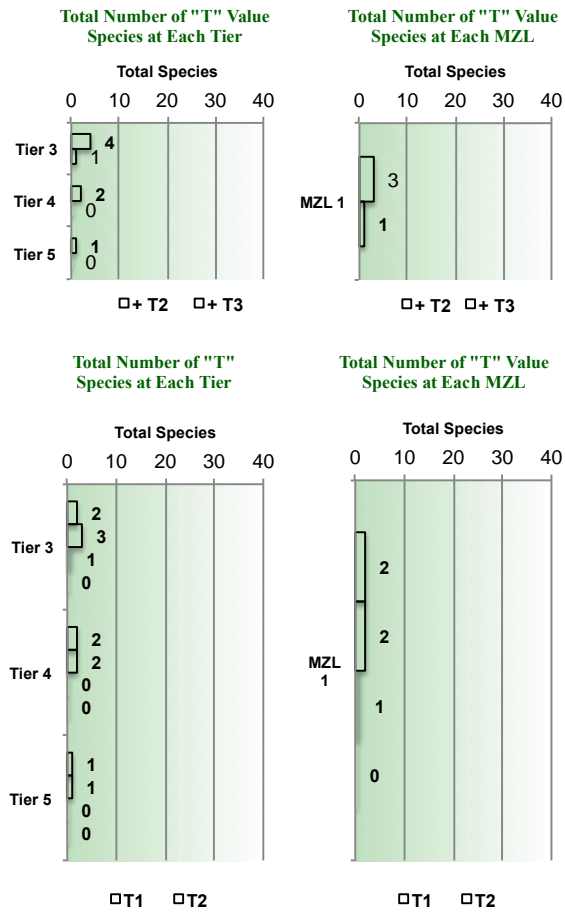 Total Number of "T" Value
Species at Each Tier
Total Species
0 10 20 30 40
Tier 3
4
1
Tier 4
2
0
Tier 5
1
0
+ T2 + T3
Total Number of "T" Value
Species at Each MZL
Total Species
0 10 20 30 40
MZL 1
3
1
+ T2 + T3
Total Number of "T"
Species at Each Tier
Total Species
0 10 20 30 40
Tier 3
2
3
1
0
Tier 4
2
2
0
0
Tier 5
1
1
0
0
T1 T2
Total Number of "T" Value
Species at Each MZL
Total Species
0 10 20 30 40
MZL
1
2
2
1
0
T1 T2